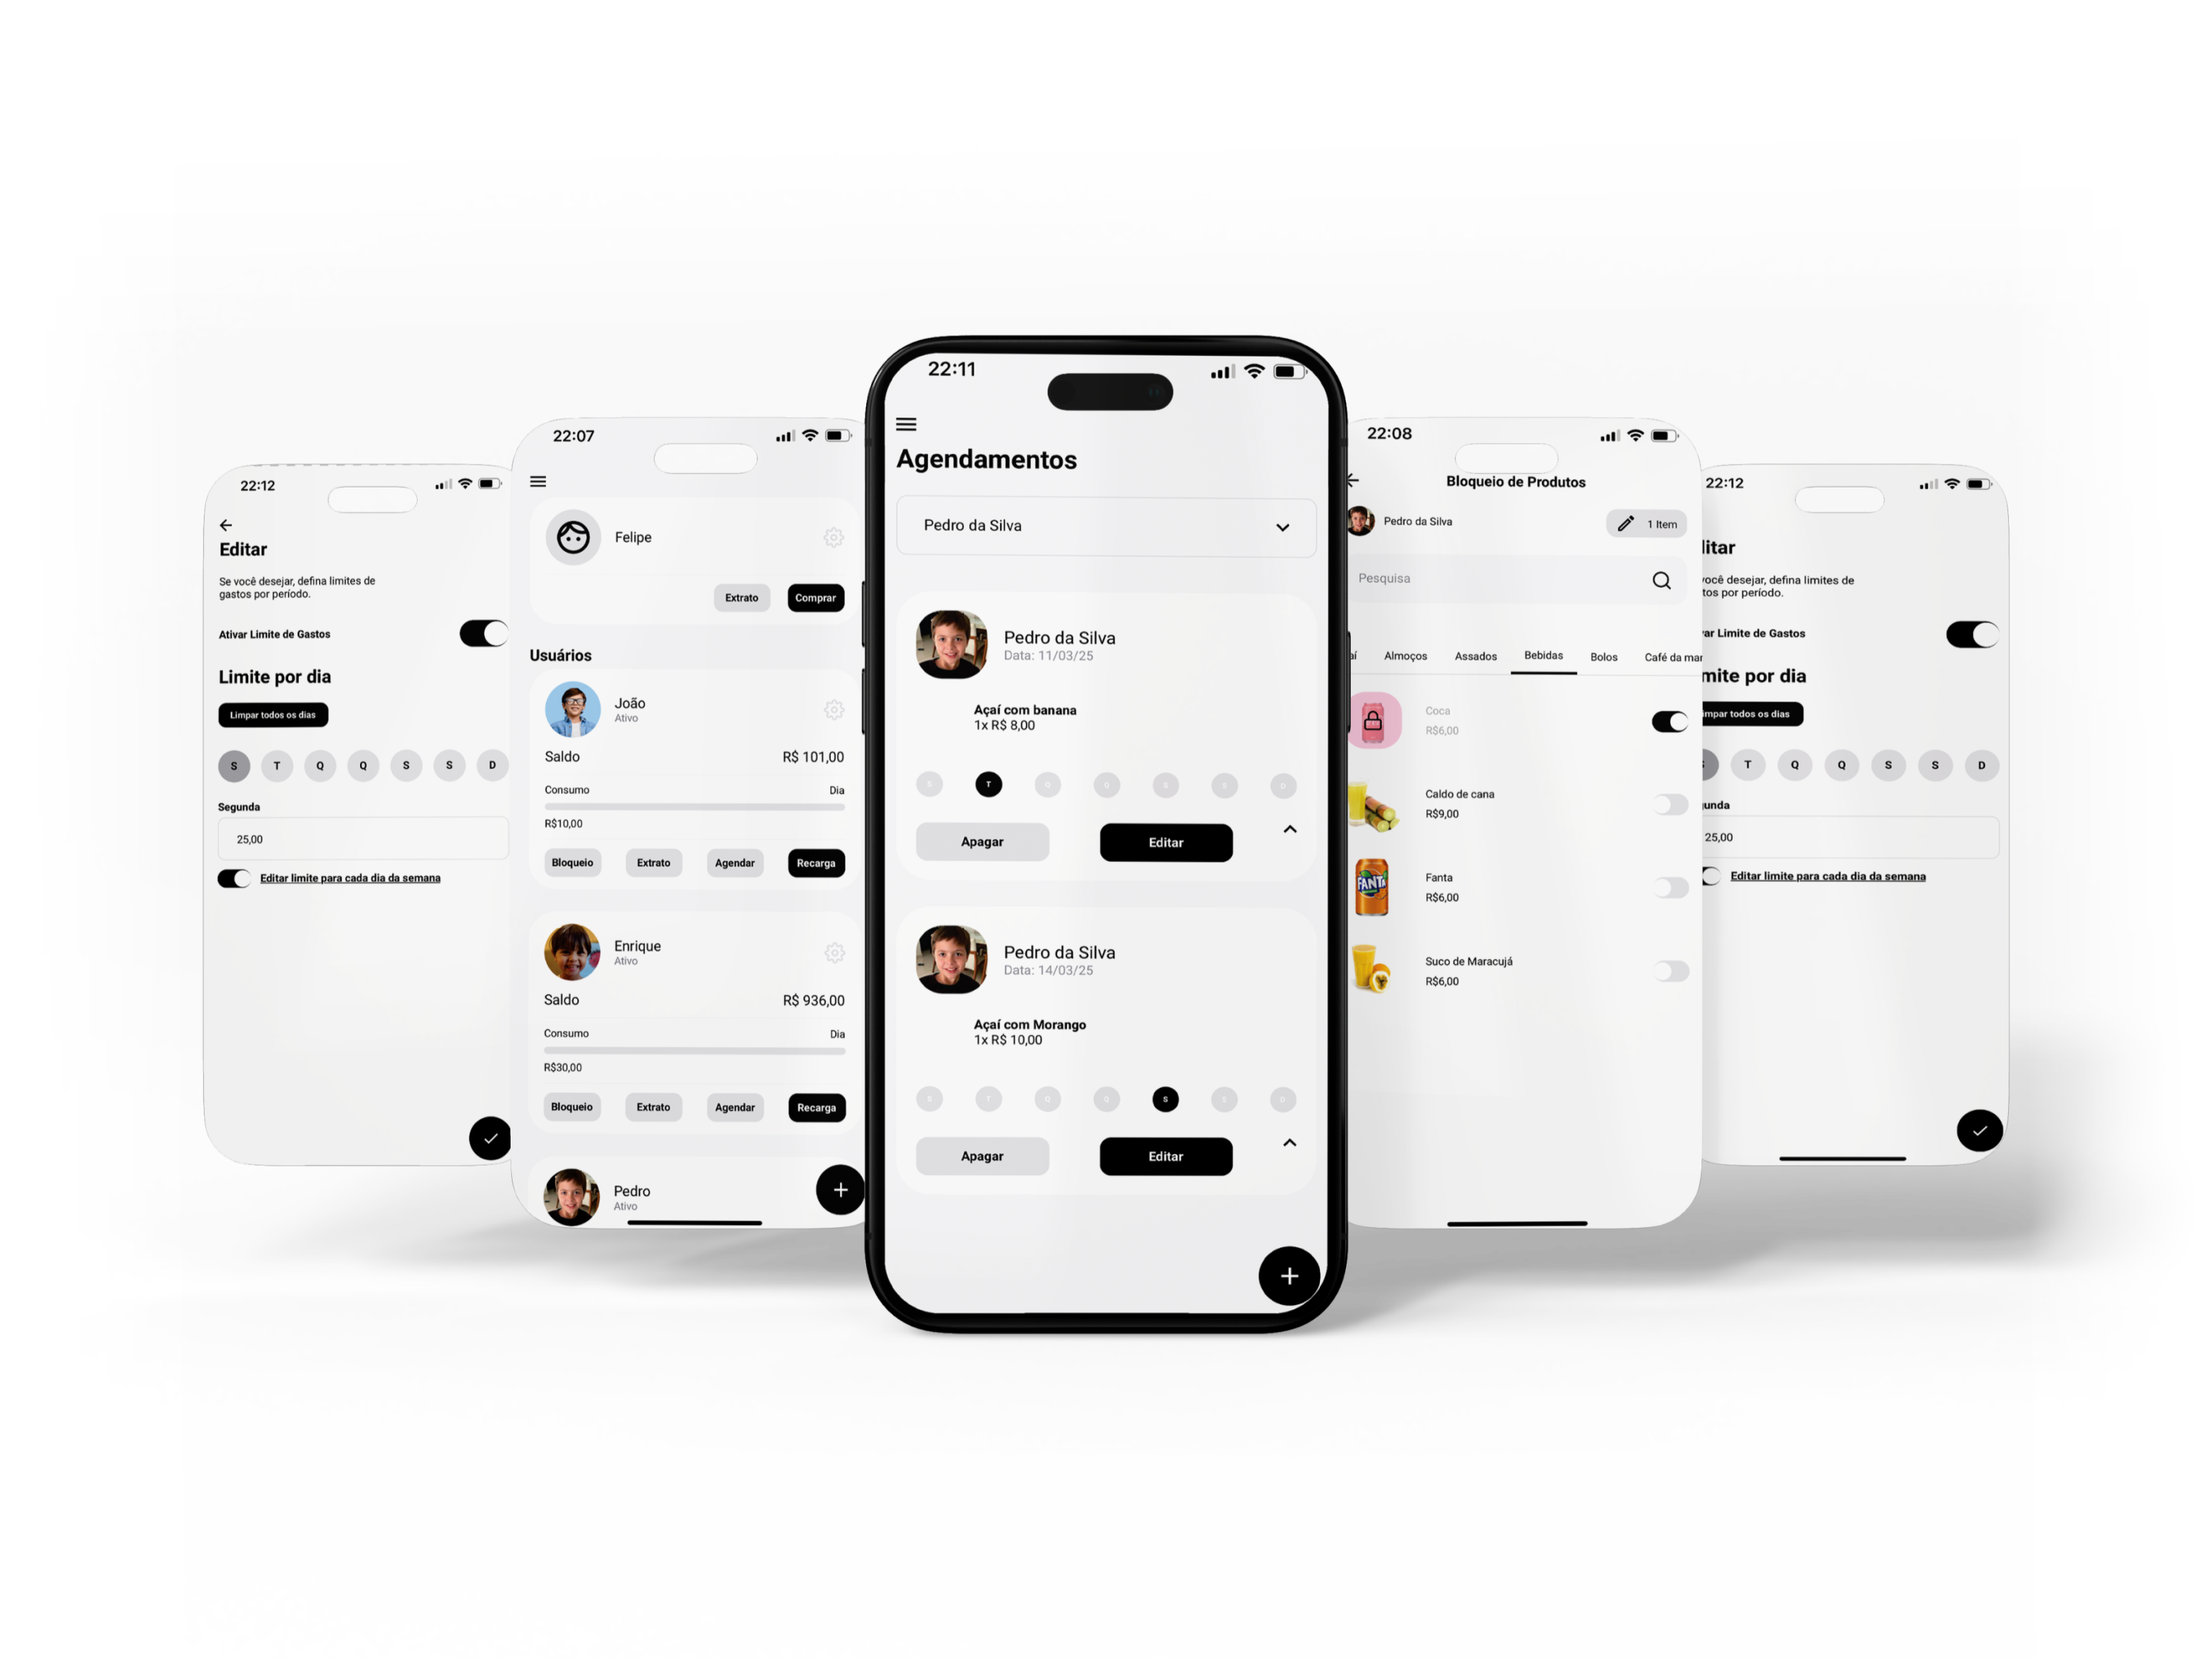 22:12
Editar
Se você desejar, defina limites de
gastos por período.
Ativar Limite de Gastos
Limite por dia
Limpar todos os dias
S T Q Q S S D
Segunda
25,00
Editar limite para cada dia da semana
22:07
Felipe
Extrato Comprar
Usuários
João
Ativo
Saldo R$ 101,00
Consumo Dia
R$10,00
Bloqueio Extrato Agendar Recarga
Enrique
Ativo
Saldo R$ 936,00
Consumo Dia
R$30,00
Bloqueio Extrato Agendar Recarga
Pedro
Ativo
22:11
Agendamentos
Pedro da Silva
Pedro da Silva
Data: 11/03/25
Açaí com banana
1x R$ 8,00
S T Q Q S S D
Apagar Editar
Pedro da Silva
Data: 14/03/25
Açaí com Morango
1x R$ 10,00
S T Q Q S S D
Apagar Editar
22:08
Bloqueio de Produtos
Pedro da Silva 1 Item
Pesquisa
aí Almoços Assados Bebidas Bolos Café da mar
Coca
R$6,00
Caldo de cana
R$9,00
FANTA
Fanta
R$6,00
Suco de Maracujá
R$6,00
22:12
itar
ocê desejar, defina limites de
tos por período.
ar Limite de Gastos
mite por dia
mpar todos os dias
T Q Q S S D
unda
25,00
Editar limite para cada dia da semana